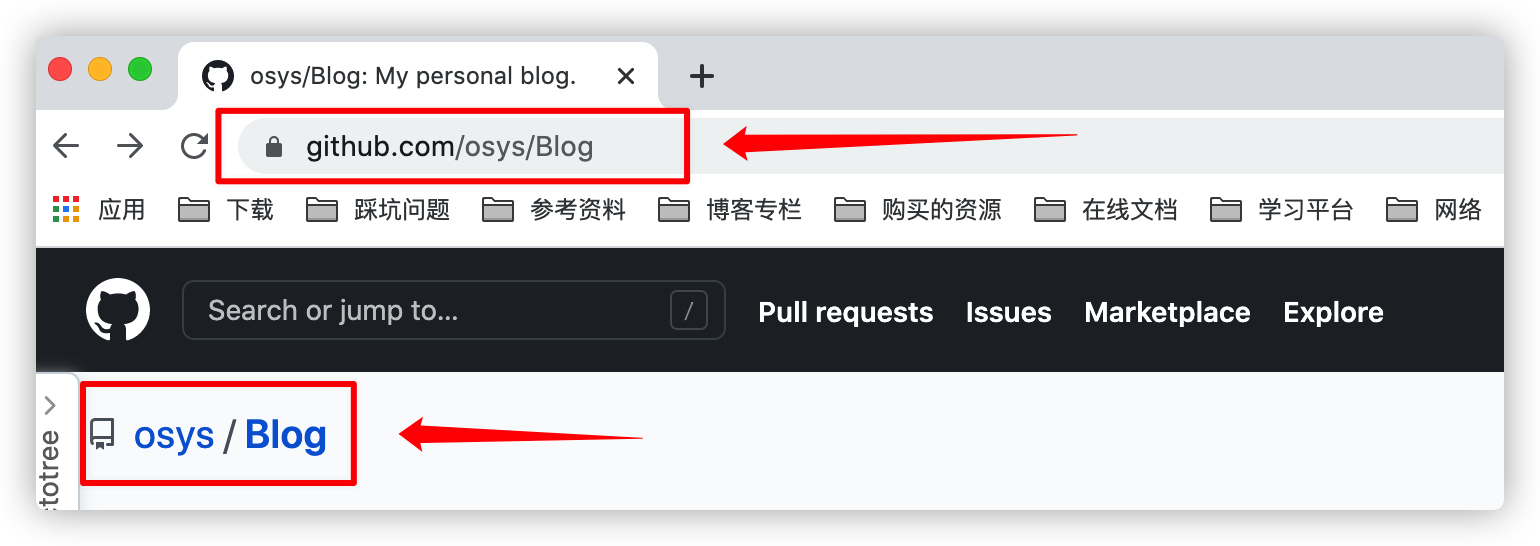 osys/Blog: My personal blog.
github.com/osys/Blog
应用 下载 踩坑问题 参考资料 博客专栏 购买的资源 在线文档 学习平台 网络
Search or jump to... / Pull requests Issues Marketplace Explore
osys / Blog